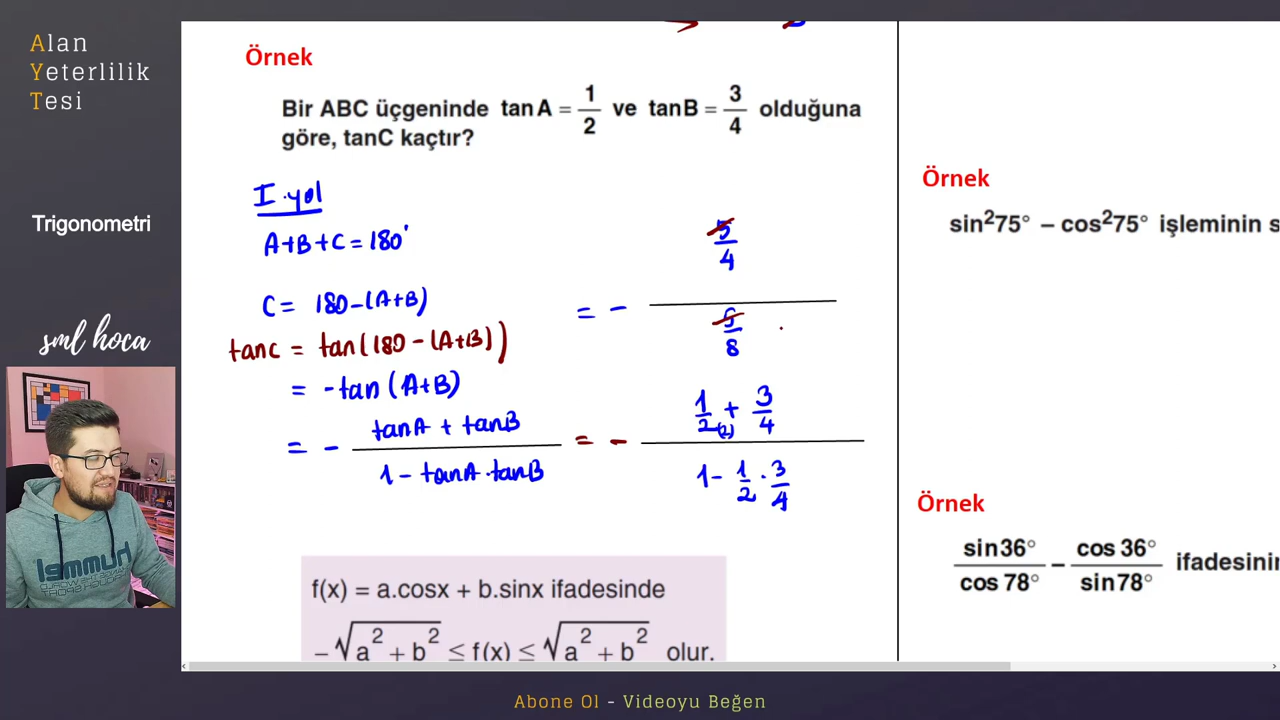 Alan
Yeterlilik
Tesi
Trigonometri
sml hoca
Örnek
Bir ABC üçgeninde tanA = 1/2 ve tanB = 3/4 olduğuna
göre, tanC kaçtır?
I. yol
A+B+C = 180°
C = 180-(A+B)
tanC = tan(180 - (A+B))
= -tan (A+B)
= - (tanA + tanB)/(1 - tanA . tanB) = - (1/2 (2) + 3/4)/(1 - 1/2 . 3/4)
= - (5/4)/(5/8)
f(x) = a.cosx + b.sinx ifadesinde
-√(a² + b²) ≤ f(x) ≤ √(a² + b²) olur.
Örnek
sin²75° – cos²75° işleminin s
Örnek
sin36°/cos78° – cos36°/sin78° ifadesinin
hummel
Abone Ol - Videoyu Beğen